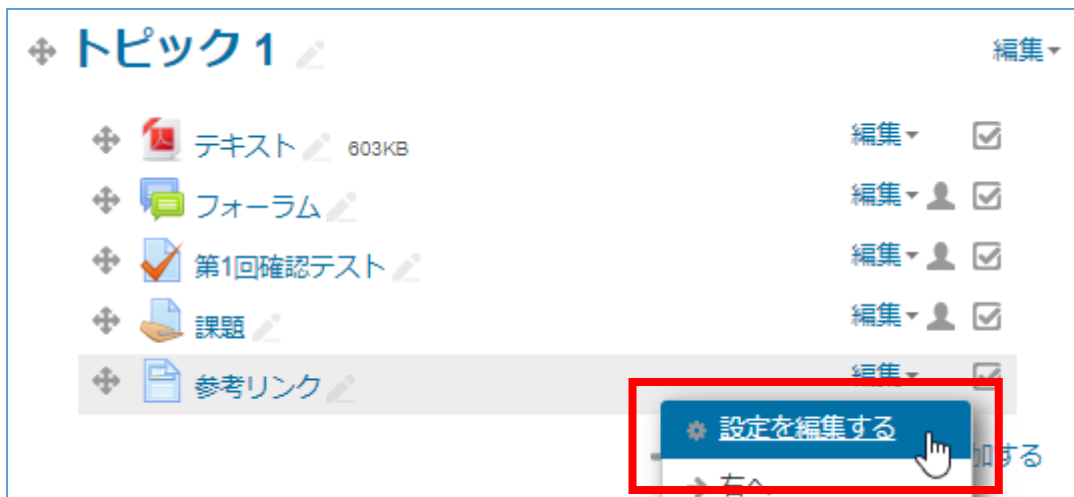 トピック 1 編集
テキスト 603KB 編集
フォーラム 編集
第1回確認テスト 編集
課題 編集
参考リンク 編集
設定を編集する
加する
右へ